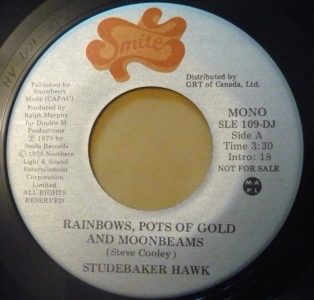 Smile
Published by
Snowberry
Music (CAPAC)
Produced by
Ralph Murphy
for Double M
Productions
Ⓟ 1975 by
Smile Records
© 1975 Northern
Light & Sound
Entertainment
Corporation
Limited
ALL RIGHTS
RESERVED
Distributed by
GRT of Canada, Ltd.
MONO
SLE 109-DJ
Side A
Time 3:30
Intro: 18
NOT FOR SALE
M A
P L
RAINBOWS, POTS OF GOLD
AND MOONBEAMS
(Steve Cooley)
STUDEBAKER HAWK